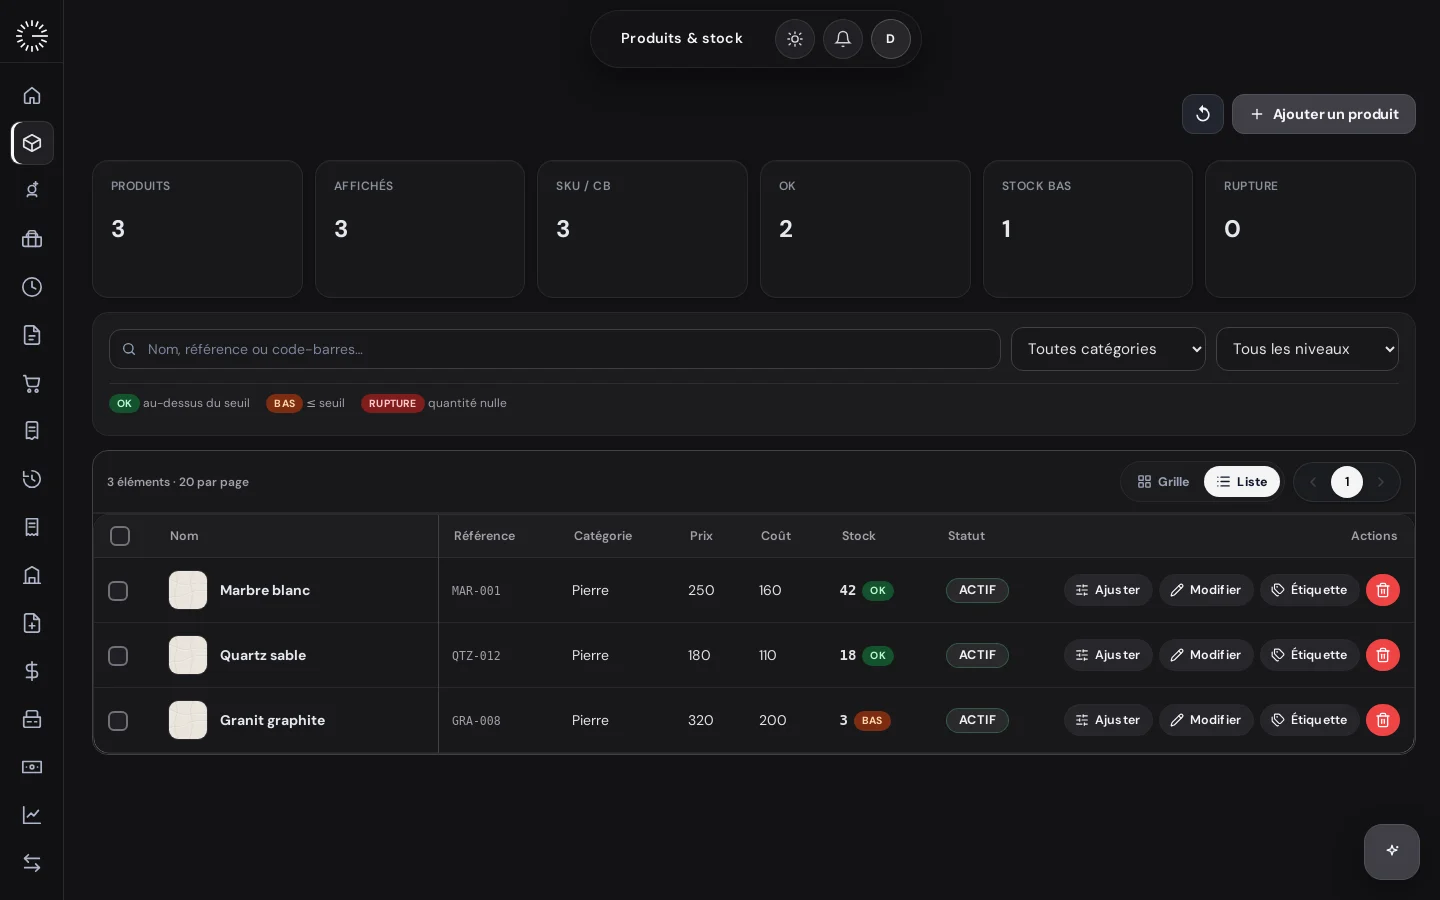 Produits & stock
D
Ajouter un produit
PRODUITS
3
AFFICHÉS
3
SKU / CB
3
OK
2
STOCK BAS
1
RUPTURE
0
Nom, référence ou code-barres…
Toutes catégories
Tous les niveaux
OK au-dessus du seuil BAS ≤ seuil RUPTURE quantité nulle
3 éléments · 20 par page
Grille
Liste
1
Nom Référence Catégorie Prix Coût Stock Statut Actions
Marbre blanc MAR-001 Pierre 250 160 42 OK ACTIF Ajuster Modifier Étiquette
Quartz sable QTZ-012 Pierre 180 110 18 OK ACTIF Ajuster Modifier Étiquette
Granit graphite GRA-008 Pierre 320 200 3 BAS ACTIF Ajuster Modifier Étiquette